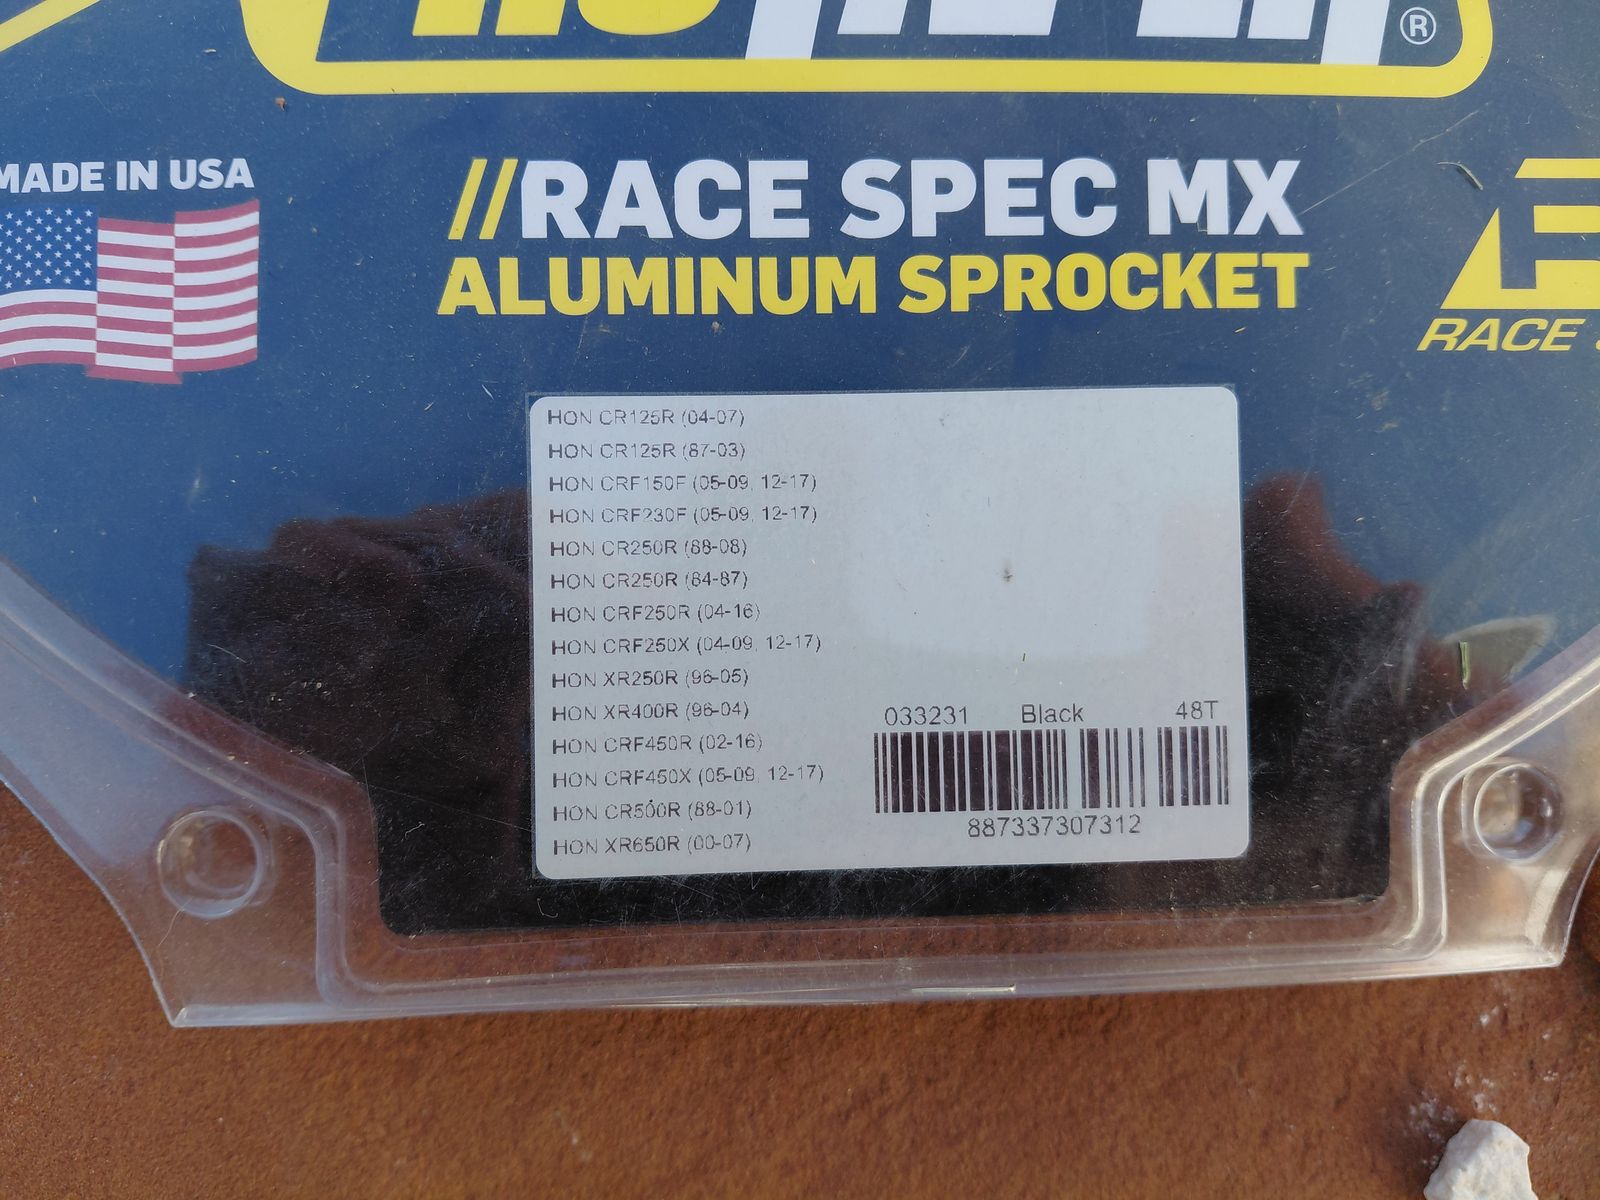 ®
MADE IN USA
//RACE SPEC MX
ALUMINUM SPROCKET
RACE
HON CR125R (04-07)
HON CR125R (87-03)
HON CRF150F (05-09, 12-17)
HON CRF230F (05-09, 12-17)
HON CR250R (88-08)
HON CR250R (84-87)
HON CRF250R (04-16)
HON CRF250X (04-09, 12-17)
HON XR250R (96-05)
HON XR400R (96-04)
HON CRF450R (02-16)
HON CRF450X (05-09, 12-17)
HON CR500R (88-01)
HON XR650R (00-07)
033231 Black 48T
887337307312